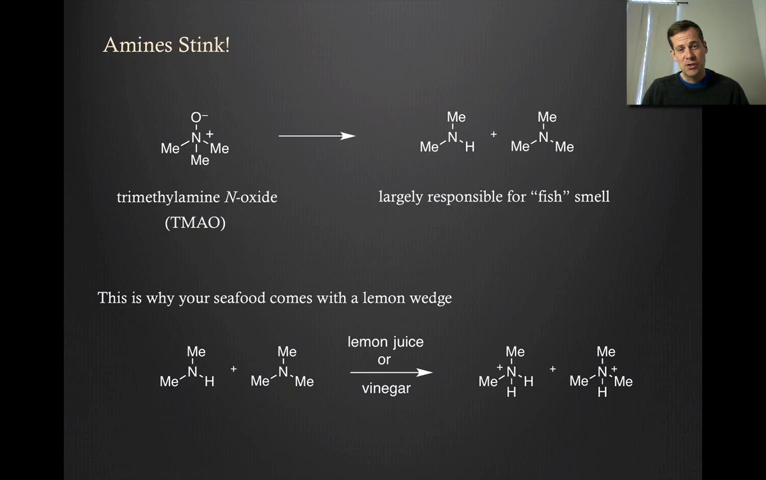 Amines Stink!
O−
N +
Me Me
Me
Me
N
Me H
+
Me
N
Me Me
trimethylamine N-oxide
(TMAO)
largely responsible for “fish” smell
This is why your seafood comes with a lemon wedge
Me
N
Me H
+
Me
N
Me Me
lemon juice
or
vinegar
Me
+ N
Me H
H
+
Me
N +
Me Me
H